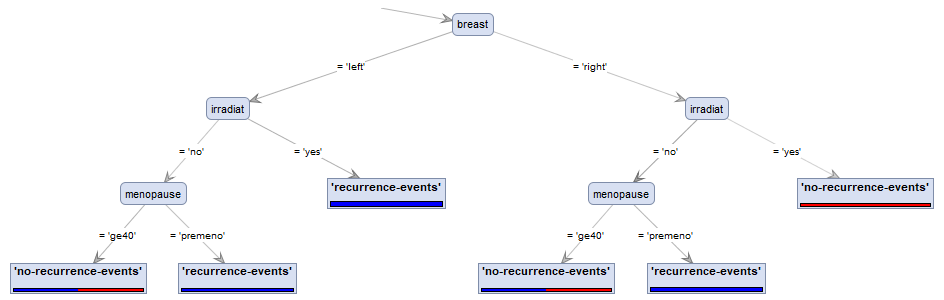 breast
= 'left'
= 'right'
irradiat
irradiat
= 'no'
= 'yes'
= 'no'
= 'yes'
menopause
'recurrence-events'
menopause
'no-recurrence-events'
= 'ge40'
= 'premeno'
= 'ge40'
= 'premeno'
'no-recurrence-events'
'recurrence-events'
'no-recurrence-events'
'recurrence-events'